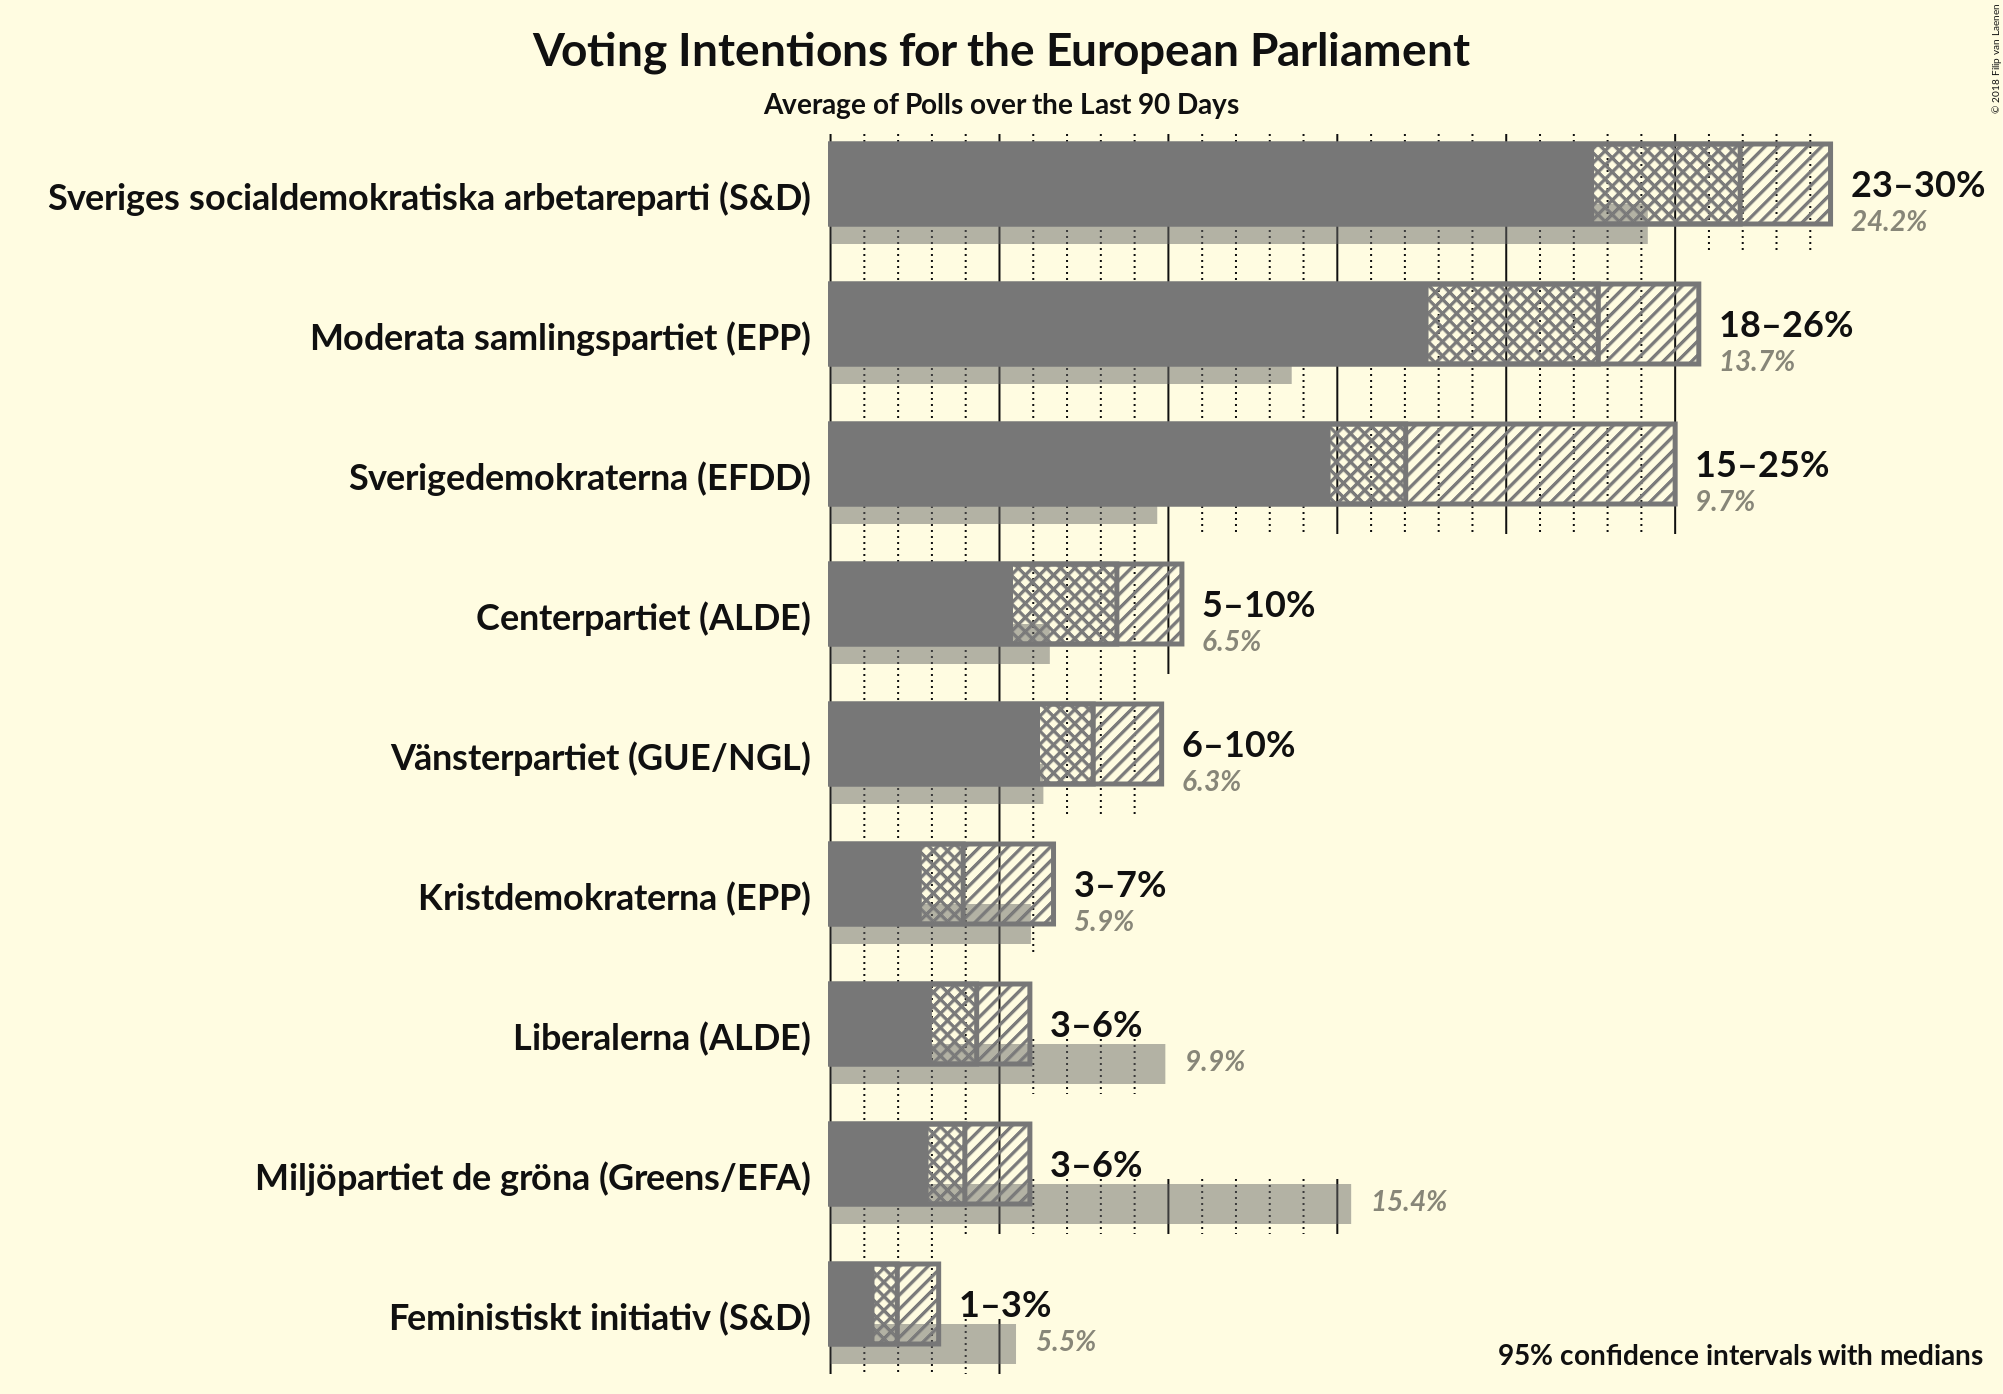 Voting Intentions for the European Parliament
Average of Polls over the Last 90 Days
© 2018 Filip van Laenen
Sveriges socialdemokratiska arbetareparti (S&D)
23–30%
24.2%
Moderata samlingspartiet (EPP)
18–26%
13.7%
Sverigedemokraterna (EFDD)
15–25%
9.7%
Centerpartiet (ALDE)
5–10%
6.5%
Vänsterpartiet (GUE/NGL)
6–10%
6.3%
Kristdemokraterna (EPP)
3–7%
5.9%
Liberalerna (ALDE)
3–6%
9.9%
Miljöpartiet de gröna (Greens/EFA)
3–6%
15.4%
Feministiskt initiativ (S&D)
1–3%
5.5%
95% confidence intervals with medians